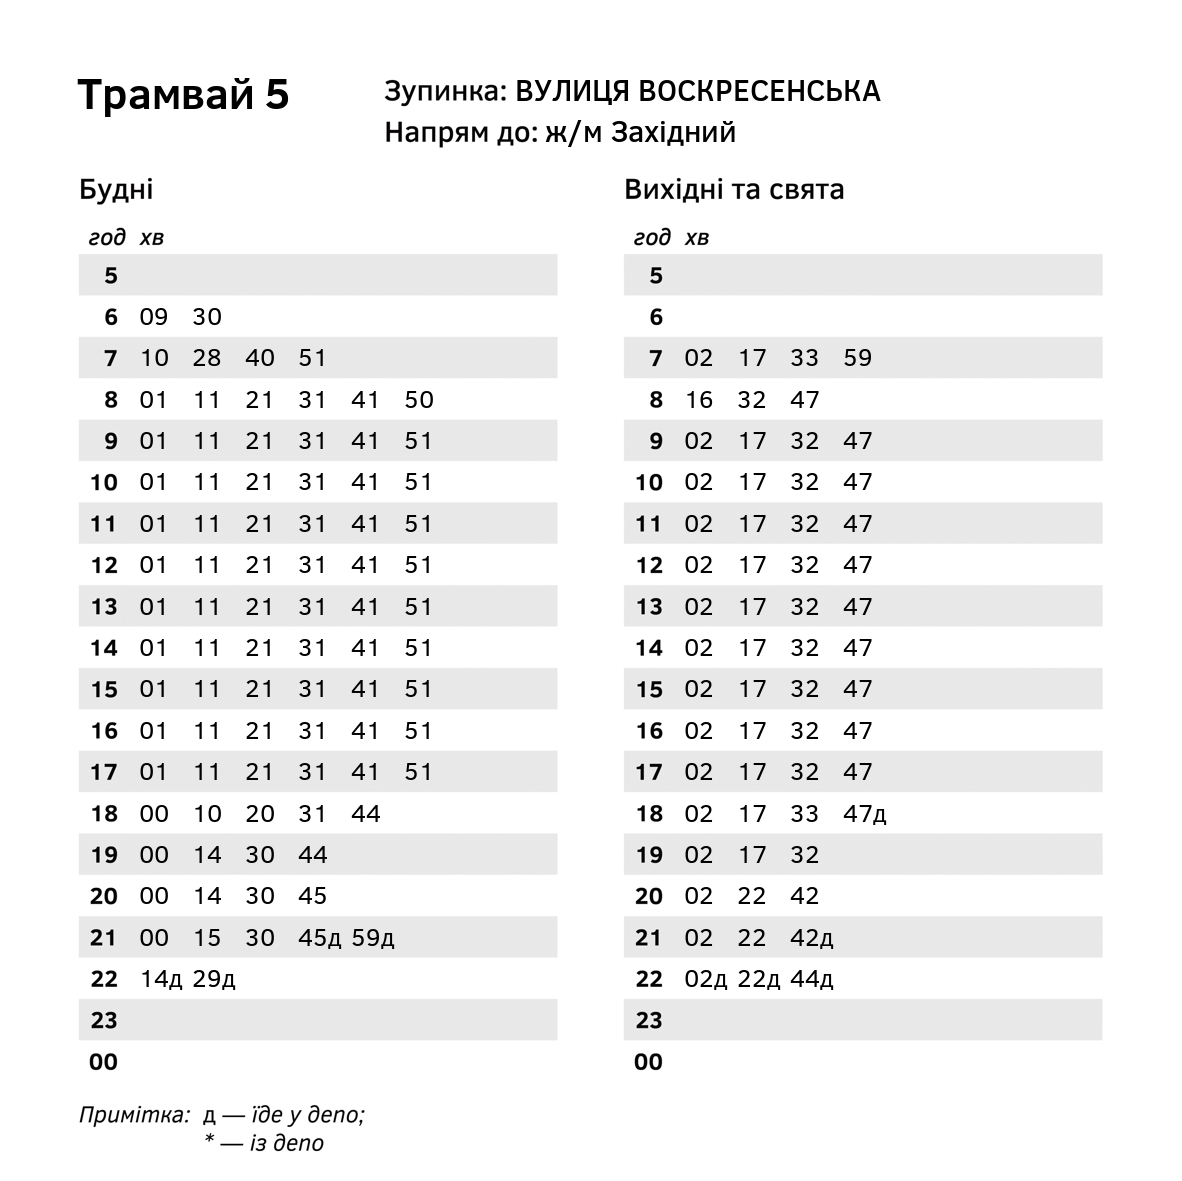 Трамвай 5
Зупинка: ВУЛИЦЯ ВОСКРЕСЕНСЬКА
Напрям до: ж/м Західний
Будні
год хв
5
6 09 30
7 10 28 40 51
8 01 11 21 31 41 50
9 01 11 21 31 41 51
10 01 11 21 31 41 51
11 01 11 21 31 41 51
12 01 11 21 31 41 51
13 01 11 21 31 41 51
14 01 11 21 31 41 51
15 01 11 21 31 41 51
16 01 11 21 31 41 51
17 01 11 21 31 41 51
18 00 10 20 31 44
19 00 14 30 44
20 00 14 30 45
21 00 15 30 45д 59д
22 14д 29д
23
00
Вихідні та свята
год хв
5
6
7 02 17 33 59
8 16 32 47
9 02 17 32 47
10 02 17 32 47
11 02 17 32 47
12 02 17 32 47
13 02 17 32 47
14 02 17 32 47
15 02 17 32 47
16 02 17 32 47
17 02 17 32 47
18 02 17 33 47д
19 02 17 32
20 02 22 42
21 02 22 42д
22 02д 22д 44д
23
00
Примітка: д — їде у депо;
* — із депо